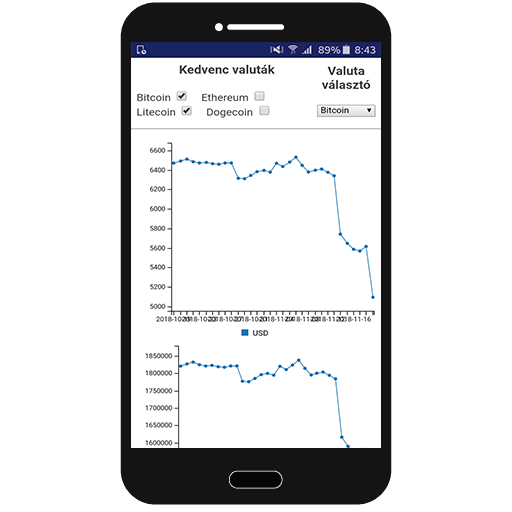 89% 8:43
Kedvenc valuták
Valuta
választó
Bitcoin Ethereum
Litecoin Dogecoin
Bitcoin
6600
6400
6200
6000
5800
5600
5400
5200
5000
2018-11-16
USD
1850000
1800000
1750000
1700000
1650000
1600000